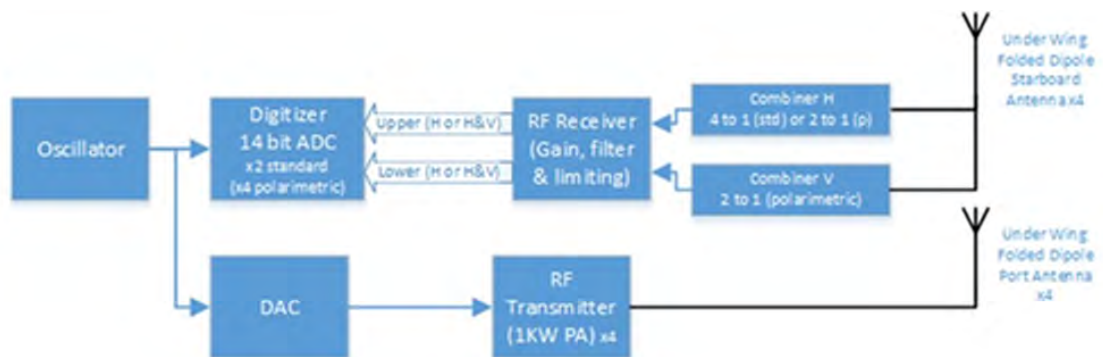 Oscillator
Digitizer
14 bit ADC
x2 standard
(x4 polarimetric)
Upper (H or H&V)
Lower (H or H&V)
RF Receiver
(Gain, filter
& limiting)
Combiner H
4 to 1 (std) or 2 to 1 (p)
Combiner V
2 to 1 (polarimetric)
Under Wing
Folded Dipole
Starboard
Antenna x4
DAC
RF
Transmitter
(1KW PA) x4
Under Wing
Folded Dipole
Port Antenna
x4